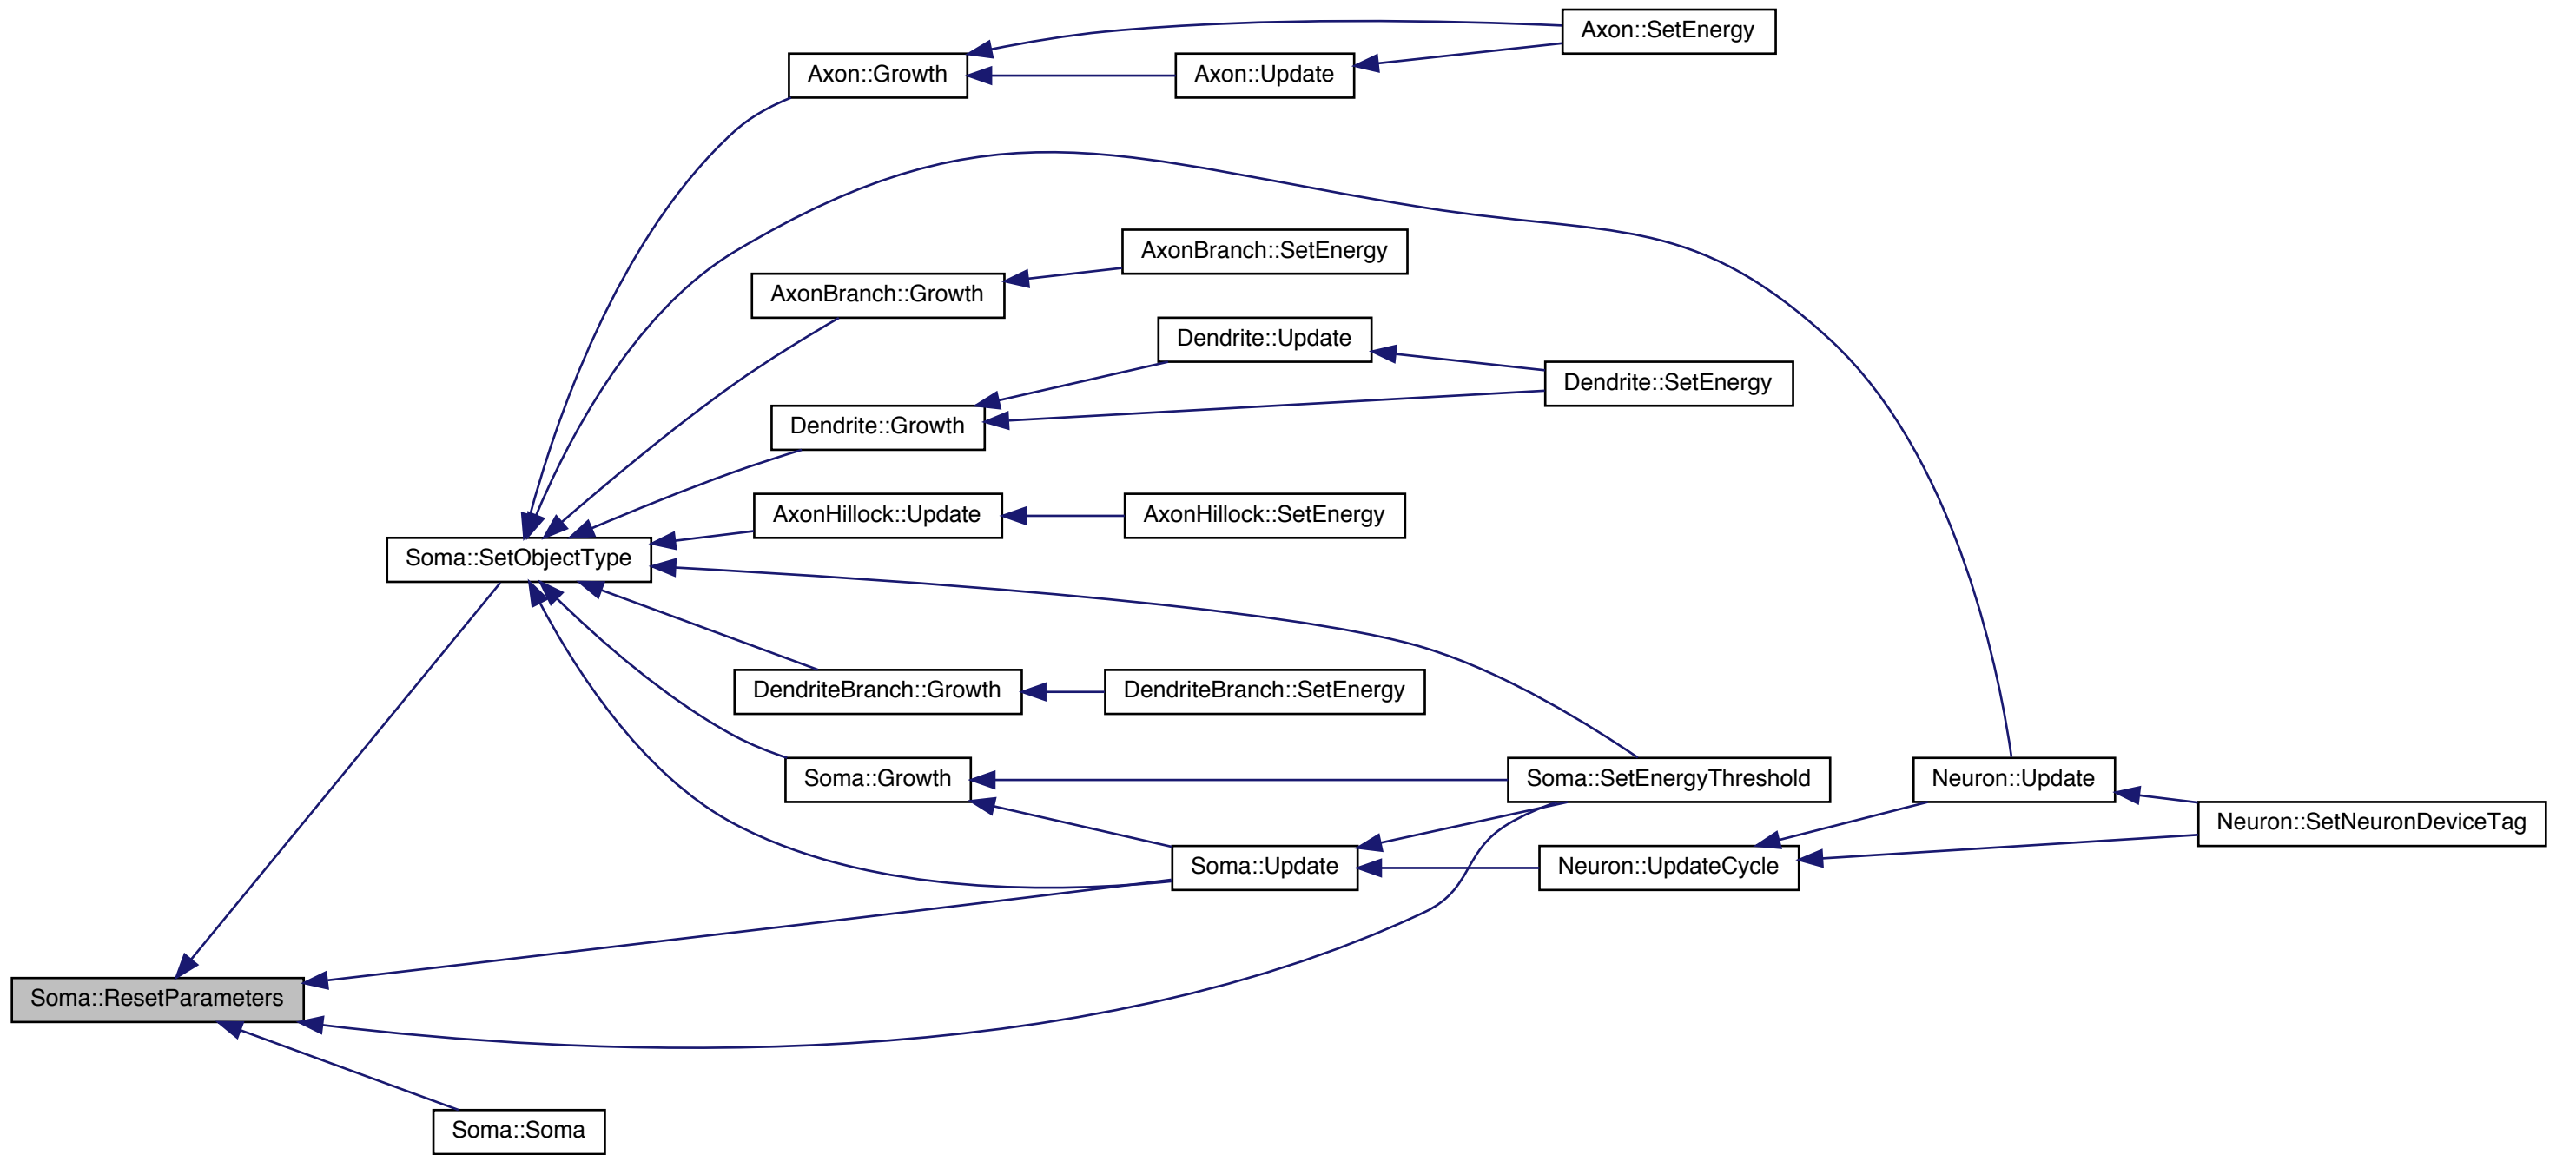 Axon::SetEnergy
Axon::Growth
Axon::Update
AxonBranch::SetEnergy
AxonBranch::Growth
Dendrite::Update
Dendrite::SetEnergy
Dendrite::Growth
AxonHillock::Update
AxonHillock::SetEnergy
Soma::SetObjectType
DendriteBranch::Growth
DendriteBranch::SetEnergy
Soma::Growth
Soma::SetEnergyThreshold
Neuron::Update
Neuron::SetNeuronDeviceTag
Soma::Update
Neuron::UpdateCycle
Soma::ResetParameters
Soma::Soma